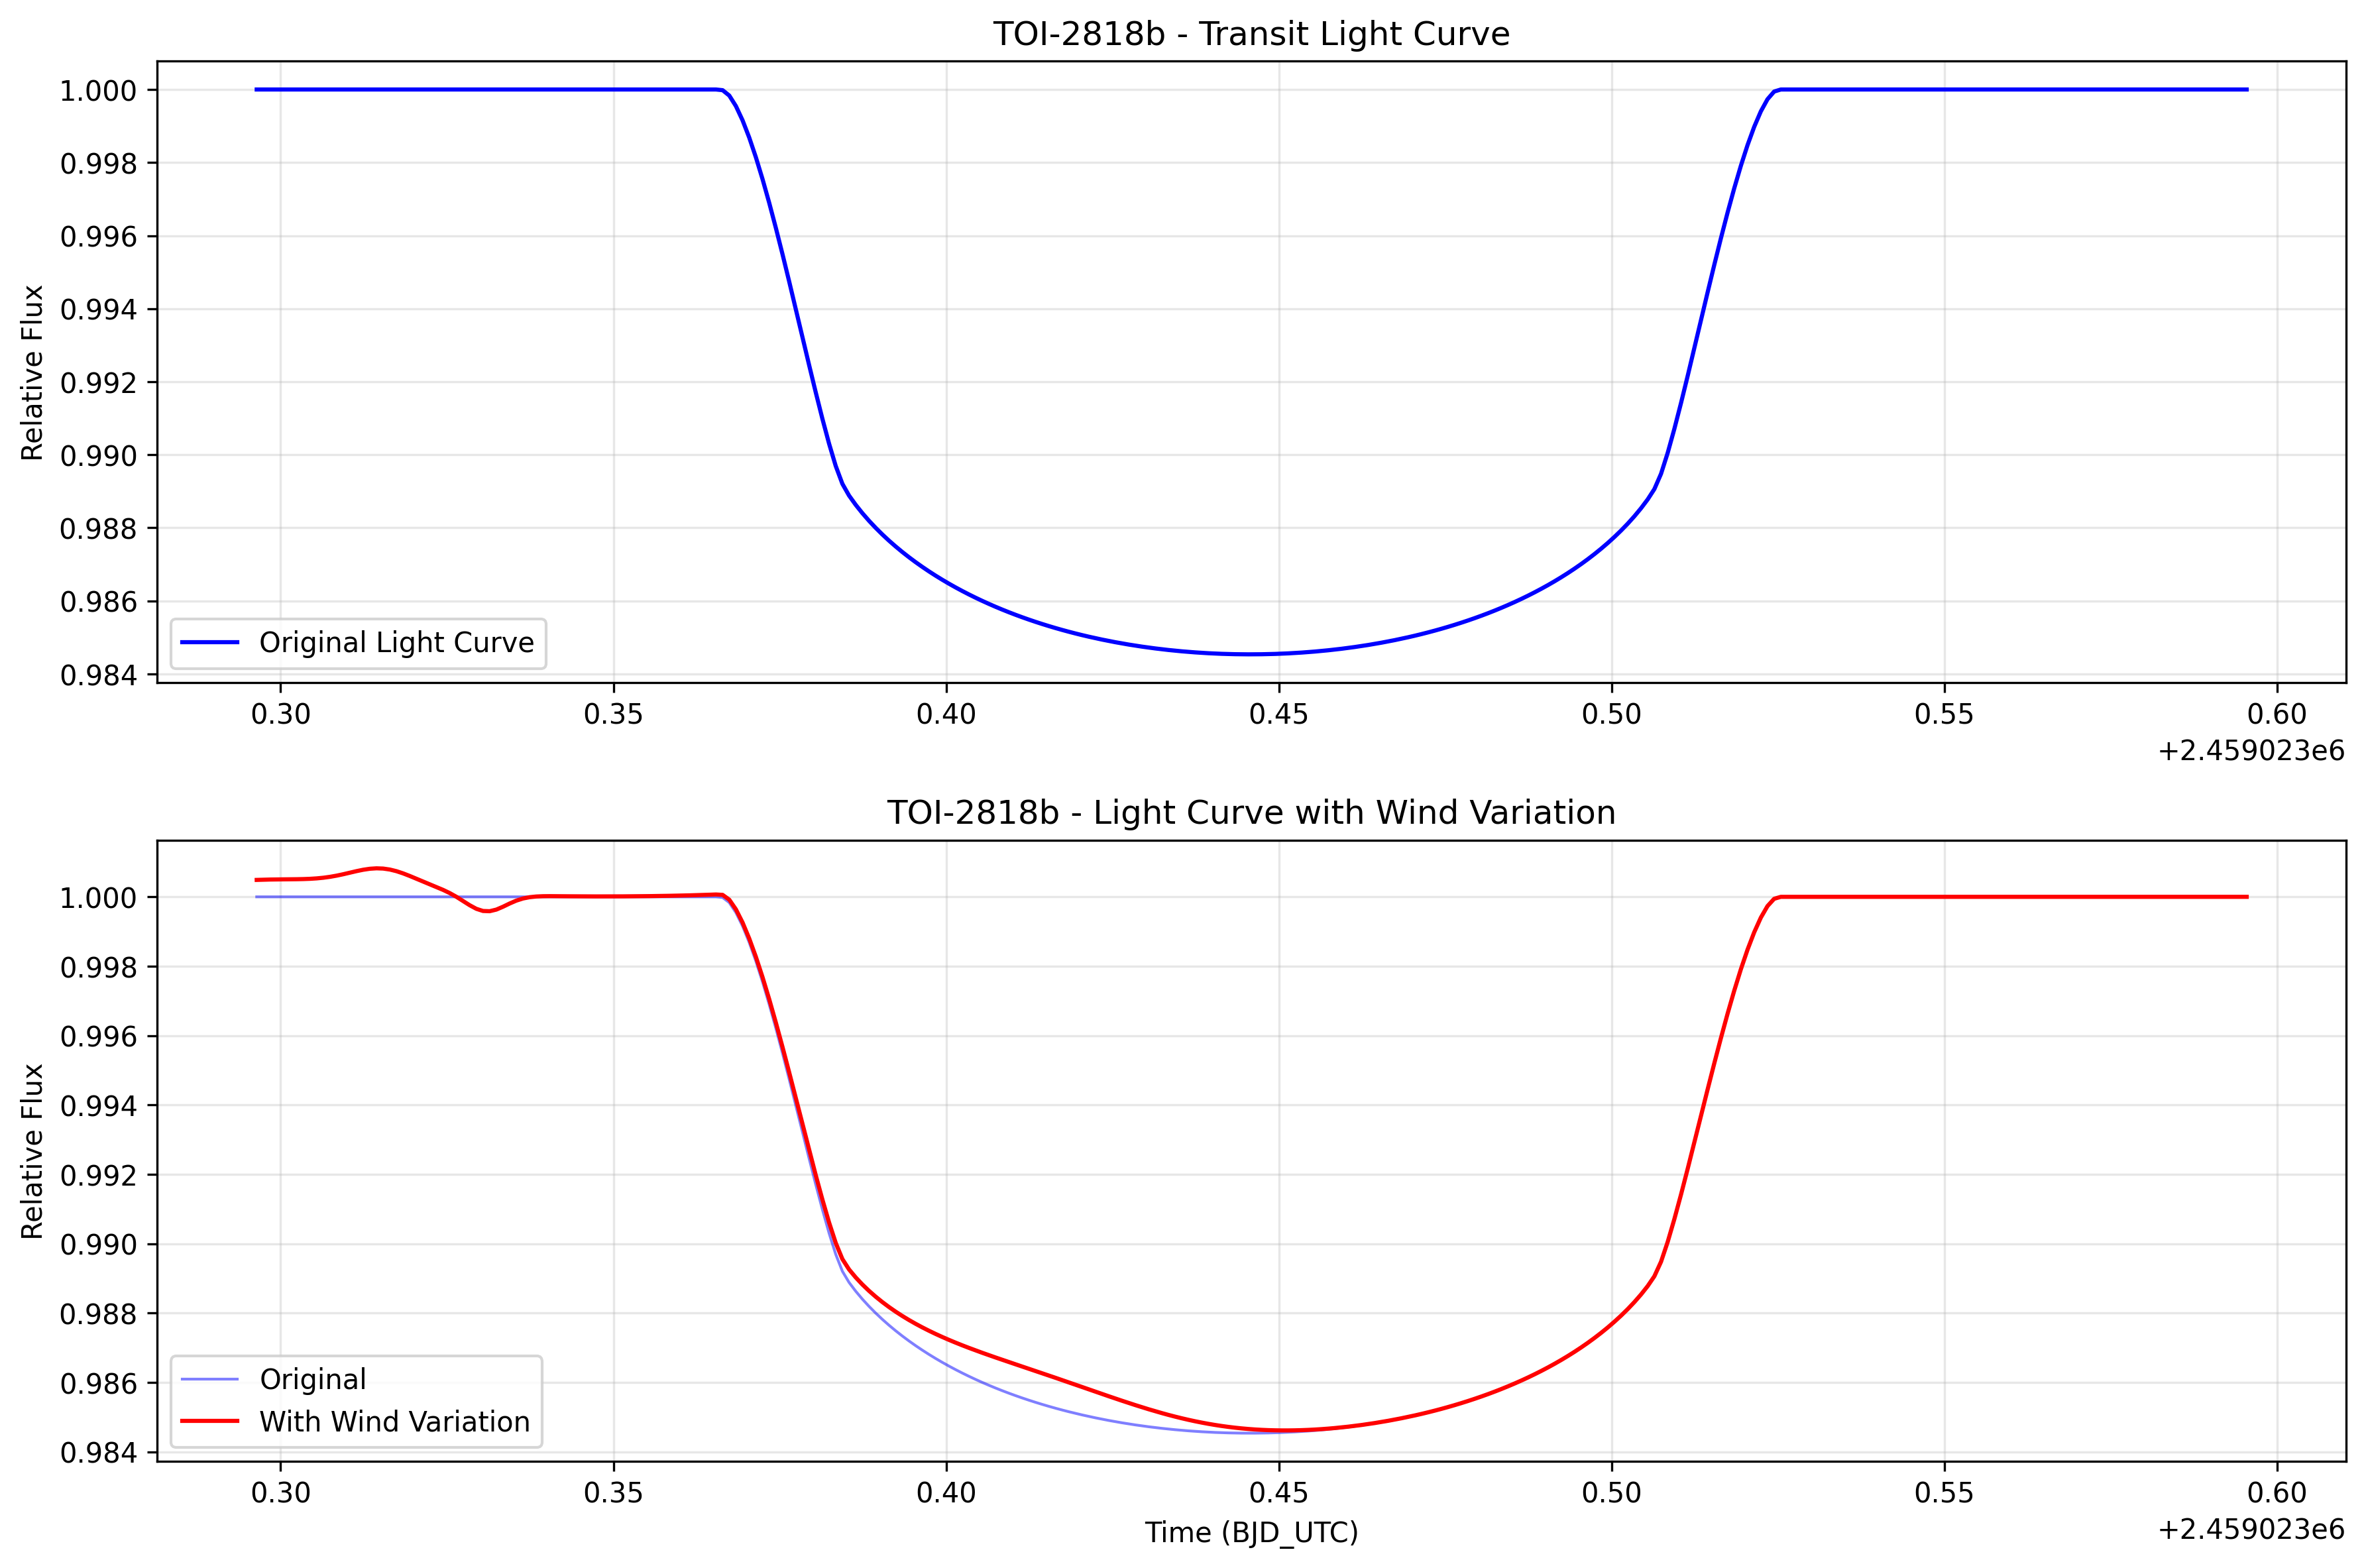 TOI-2818b - Transit Light Curve
Relative Flux
1.000
0.998
0.996
0.994
0.992
0.990
0.988
0.986
0.984
Original Light Curve
0.30 0.35 0.40 0.45 0.50 0.55 0.60
+2.459023e6
TOI-2818b - Light Curve with Wind Variation
Relative Flux
1.000
0.998
0.996
0.994
0.992
0.990
0.988
0.986
0.984
Original
With Wind Variation
0.30 0.35 0.40 0.45 0.50 0.55 0.60
Time (BJD_UTC)
+2.459023e6